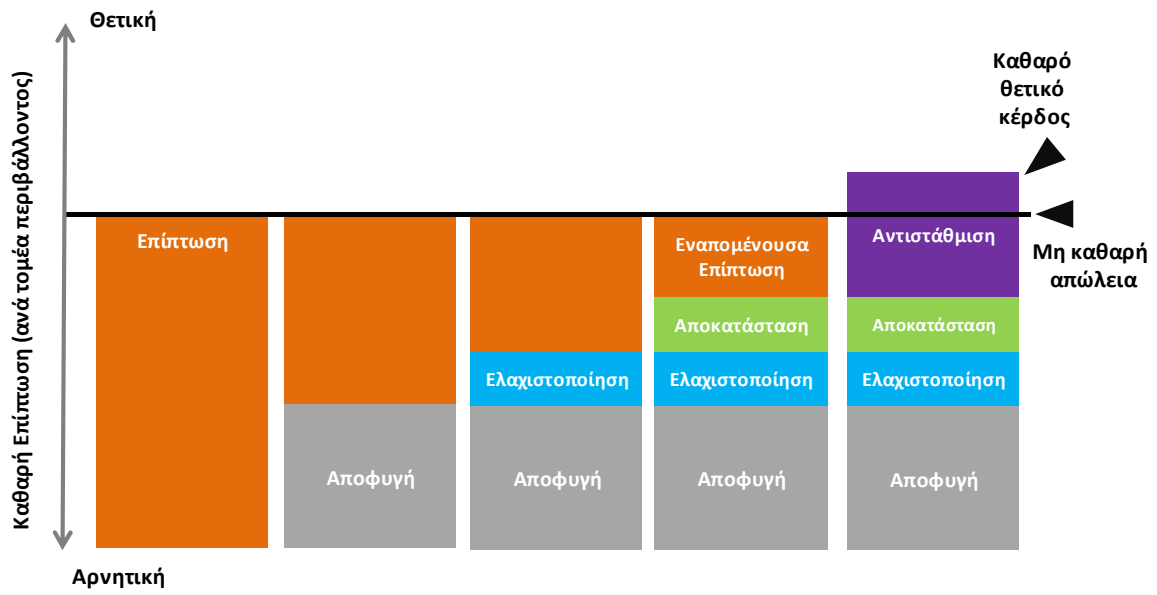 Θετική
Καθαρή Επίπτωση (ανά τομέα περιβάλλοντος)
Αρνητική
Καθαρό
θετικό
κέρδος
Μη καθαρή
απώλεια
Επίπτωση
Αποφυγή
Ελαχιστοποίηση
Αποφυγή
Εναπομένουσα
Επίπτωση
Αποκατάσταση
Ελαχιστοποίηση
Αποφυγή
Αντιστάθμιση
Αποκατάσταση
Ελαχιστοποίηση
Αποφυγή